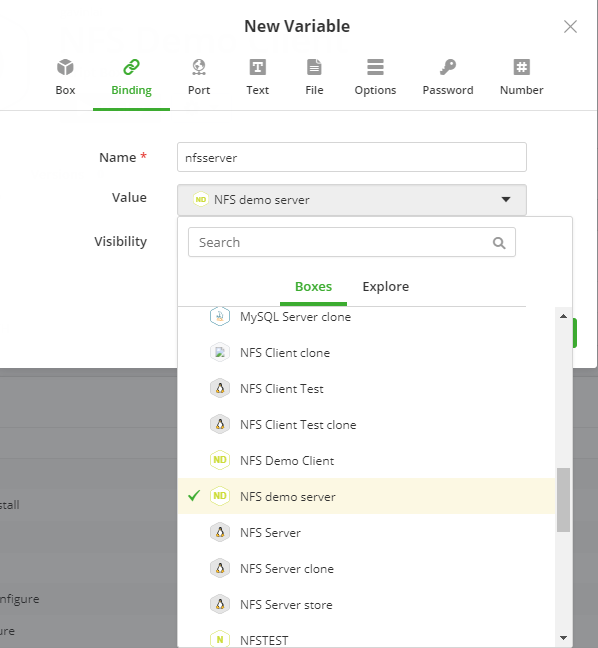 New Variable
Box Binding Port Text File Options Password Number
Name *
nfsserver
Value
ND NFS demo server
Visibility
Search
Boxes Explore
MySQL Server clone
NFS Client clone
NFS Client Test
NFS Client Test clone
ND NFS Demo Client
ND NFS demo server
NFS Server
NFS Server clone
NFS Server store
N NFSTEST
stall
nfigure
ure